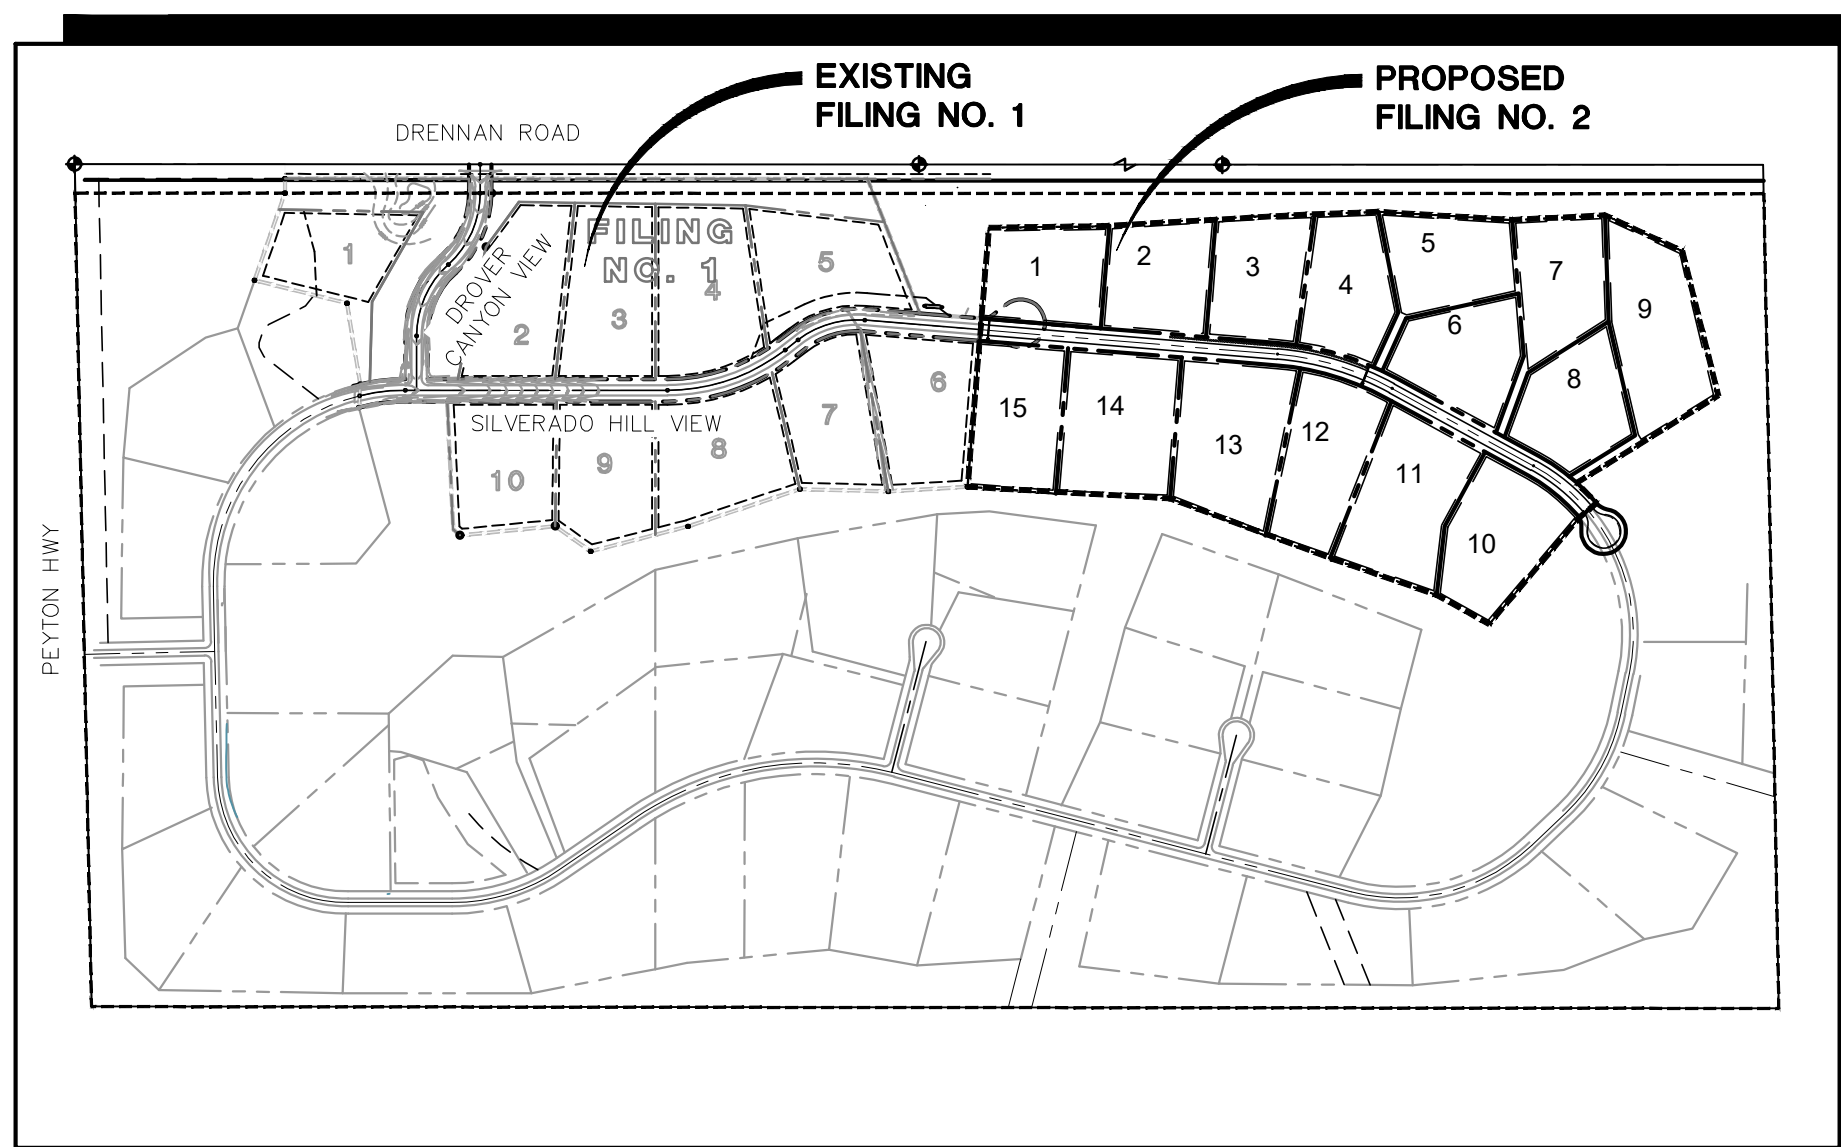 EXISTING
FILING NO. 1
PROPOSED
FILING NO. 2
DRENNAN ROAD
FILING
NO. 1
DROVER
CANYON VIEW
SILVERADO HILL VIEW
PEYTON HWY
1
2
3
4
5
6
7
8
9
10
1
2
3
4
5
6
7
8
9
10
11
12
13
14
15